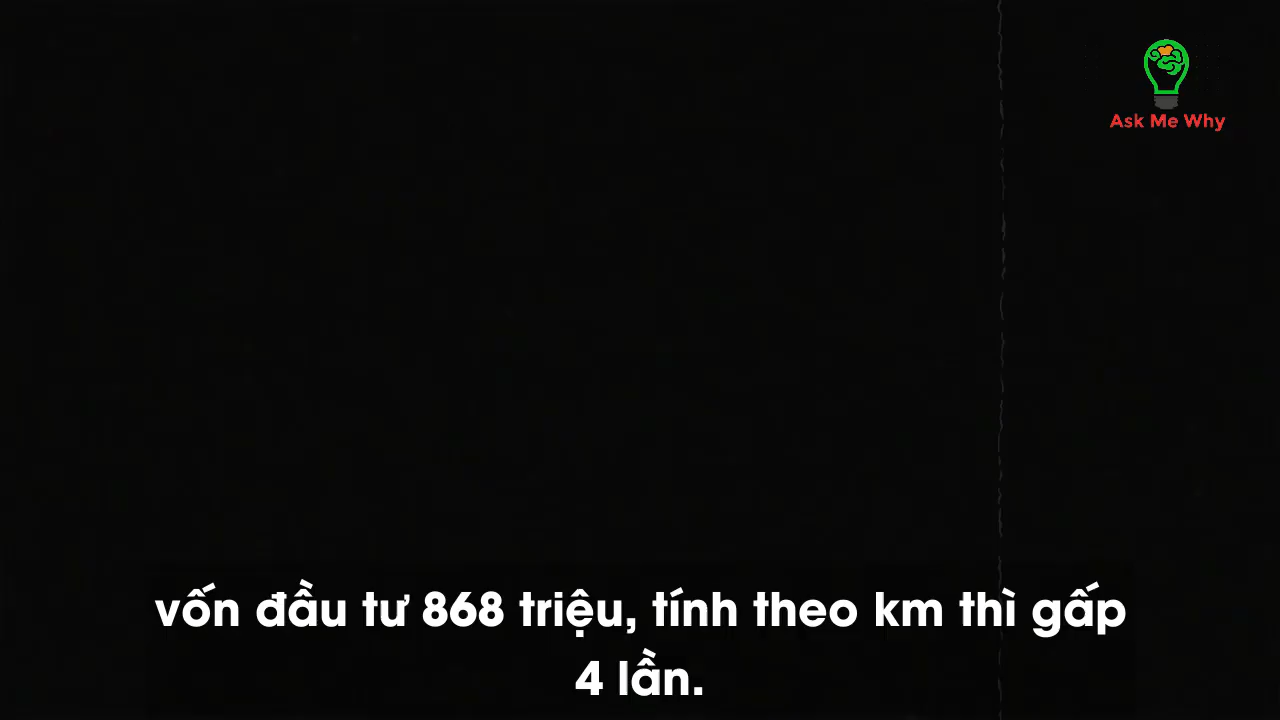 Ask Me Why
vốn đầu tư 868 triệu, tính theo km thì gấp
4 lần.